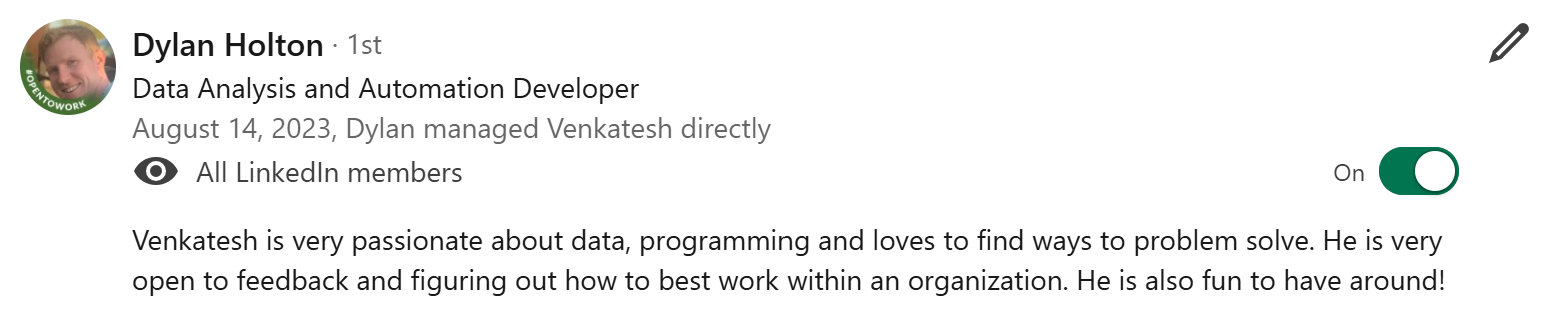 Dylan Holton · 1st
Data Analysis and Automation Developer
August 14, 2023, Dylan managed Venkatesh directly
All LinkedIn members
On
Venkatesh is very passionate about data, programming and loves to find ways to problem solve. He is very
open to feedback and figuring out how to best work within an organization. He is also fun to have around!
#OPENTOWORK